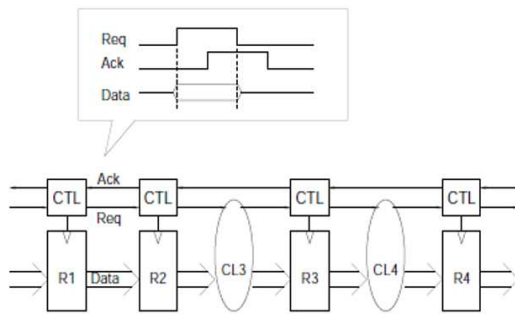 Req
Ack
Data
Ack
CTL CTL CTL CTL
Req
R1 Data R2 CL3 R3 CL4 R4